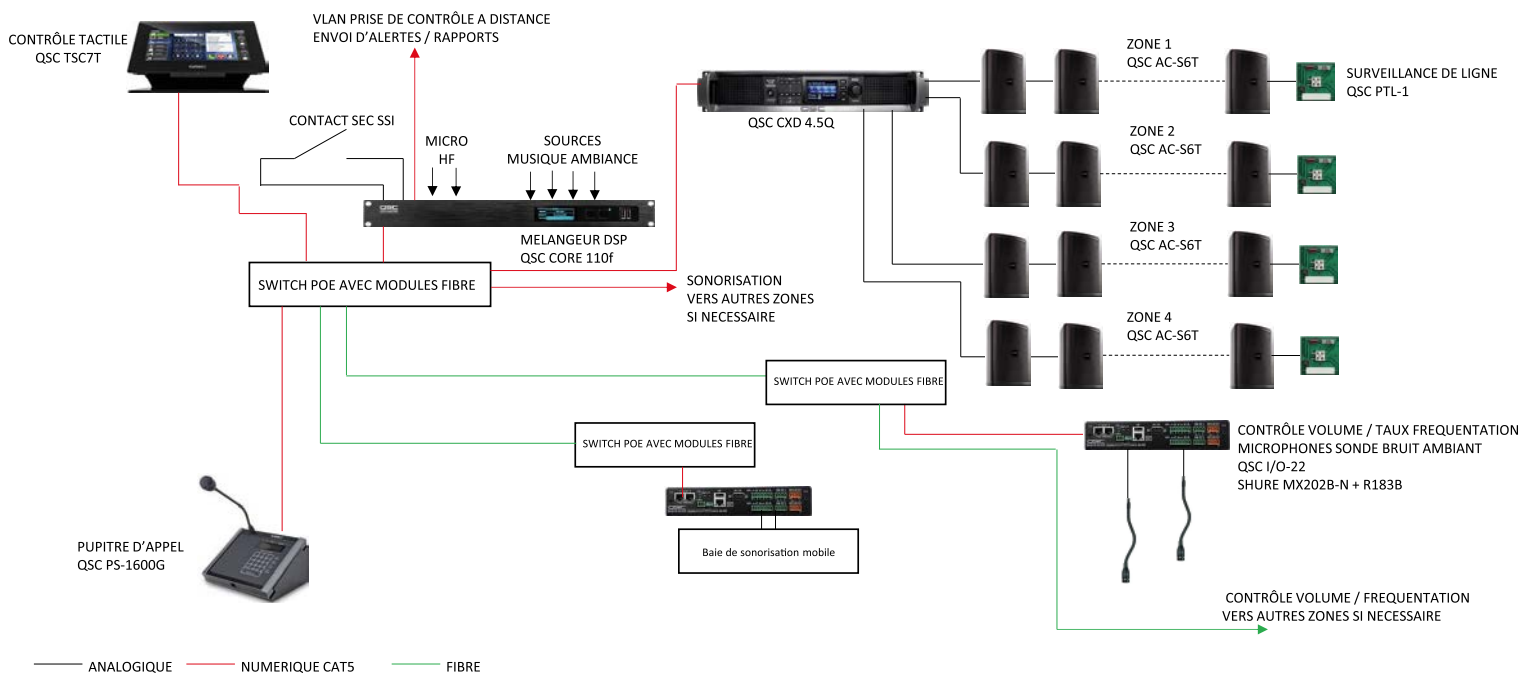 VLAN PRISE DE CONTRÔLE A DISTANCE
ENVOI D'ALERTES / RAPPORTS
CONTRÔLE TACTILE
QSC TSC7T
CONTACT SEC SSI
MICRO
HF
SOURCES
MUSIQUE AMBIANCE
QSC
MELANGEUR DSP
QSC CORE 110f
QSC
QSC CXD 4.5Q
ZONE 1
QSC AC-S6T
SURVEILLANCE DE LIGNE
QSC PTL-1
ZONE 2
QSC AC-S6T
ZONE 3
QSC AC-S6T
ZONE 4
QSC AC-S6T
SWITCH POE AVEC MODULES FIBRE
SONORISATION
VERS AUTRES ZONES
SI NECESSAIRE
SWITCH POE AVEC MODULES FIBRE
SWITCH POE AVEC MODULES FIBRE
CONTRÔLE VOLUME / TAUX FREQUENTATION
MICROPHONES SONDE BRUIT AMBIANT
QSC I/O-22
SHURE MX202B-N + R183B
Baie de sonorisation mobile
PUPITRE D'APPEL
QSC PS-1600G
CONTRÔLE VOLUME / FREQUENTATION
VERS AUTRES ZONES SI NECESSAIRE
ANALOGIQUE
NUMERIQUE CAT5
FIBRE